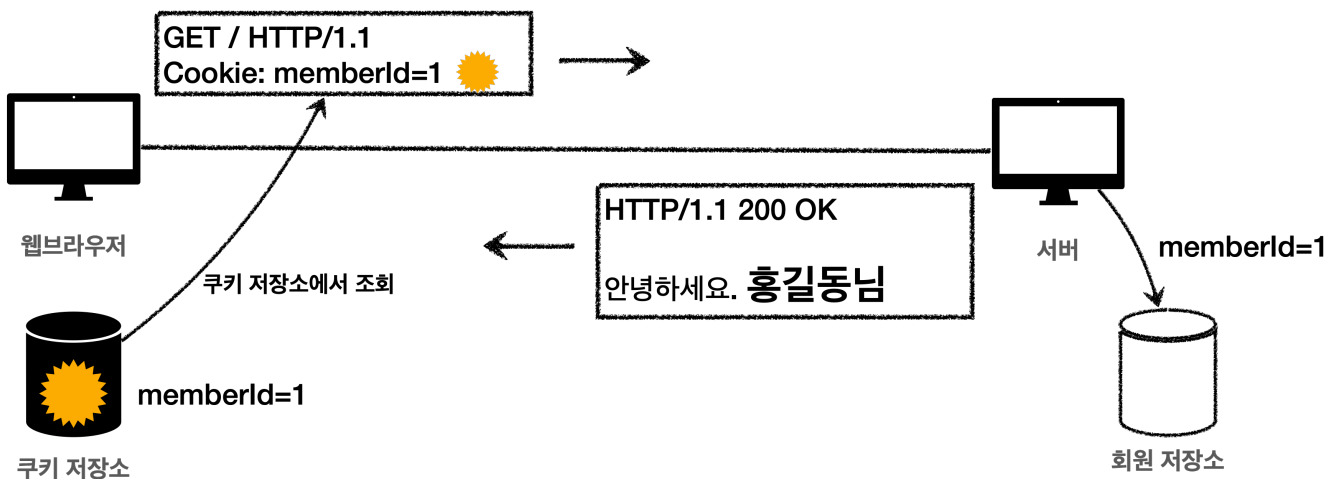 GET / HTTP/1.1
Cookie: memberId=1
웹브라우저
HTTP/1.1 200 OK
안녕하세요. 홍길동님
서버
memberId=1
쿠키 저장소에서 조회
memberId=1
쿠키 저장소
회원 저장소